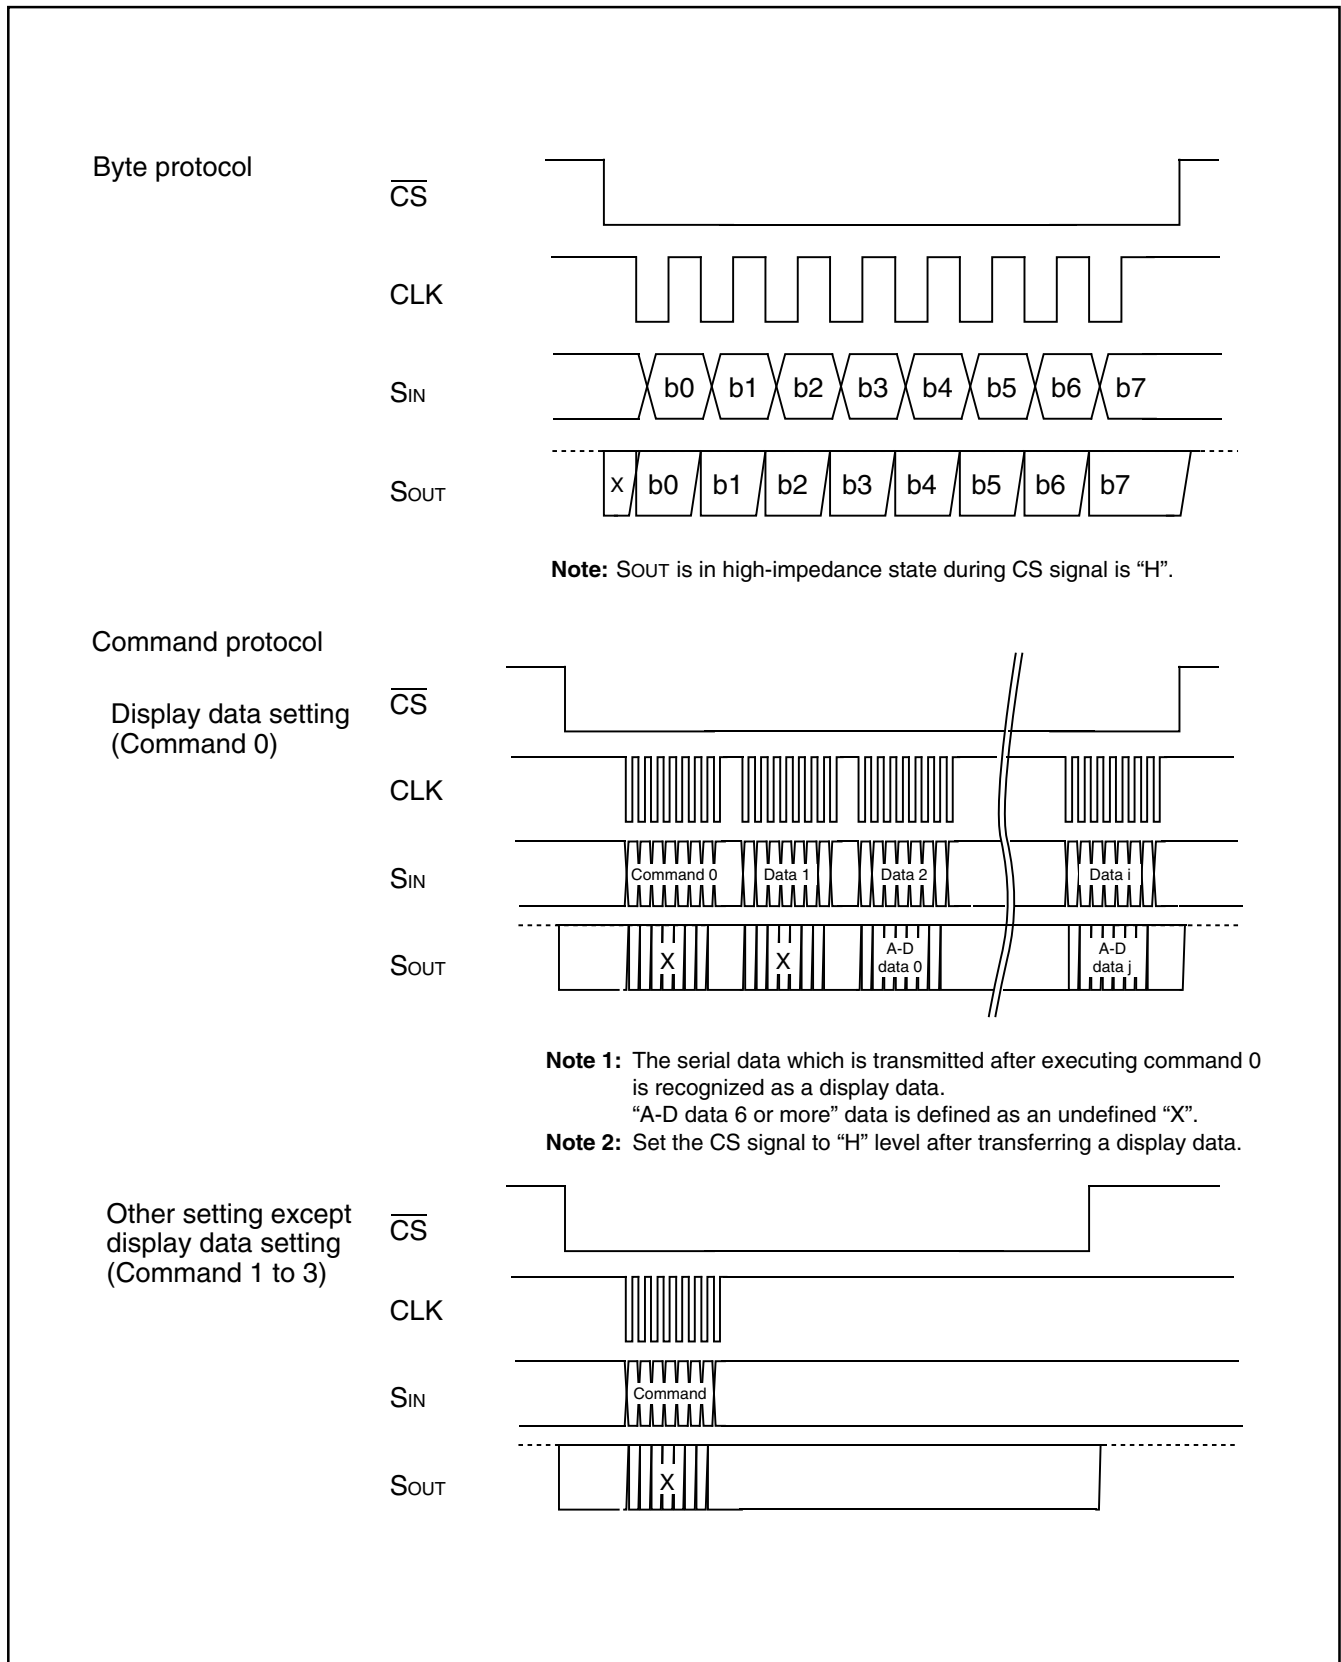 Byte protocol
CS
CLK
SIN
b0 b1 b2 b3 b4 b5 b6 b7
SOUT
X b0 b1 b2 b3 b4 b5 b6 b7
Note: SOUT is in high-impedance state during CS signal is “H”.
Command protocol
Display data setting
(Command 0)
CS
CLK
SIN
Command 0 Data 1 Data 2 Data i
SOUT
X X A-D
data 0 A-D
data j
Note 1: The serial data which is transmitted after executing command 0
is recognized as a display data.
“A-D data 6 or more” data is defined as an undefined “X”.
Note 2: Set the CS signal to “H” level after transferring a display data.
Other setting except
display data setting
(Command 1 to 3)
CS
CLK
SIN
Command
SOUT
X